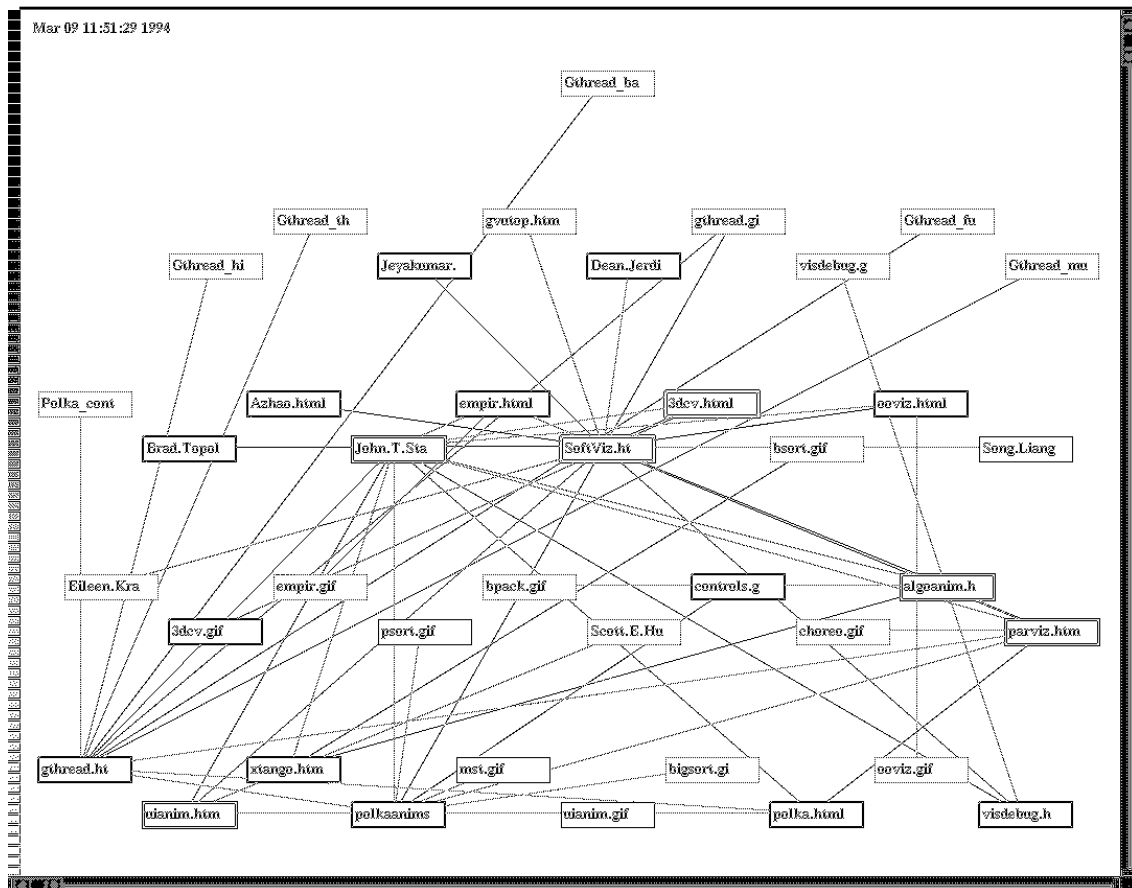 Mar 09 11:51:29 1994
Gthread_ba
Gthread_th
gvutop.htm
gthread.gi
Gthread_fu
Gthread_hi
Jeyakumar.
Dean.Jerdi
visdebug.g
Gthread_mu
Polka_cont
Azhao.html
empir.html
3dcv.html
ooviz.html
Brad.Topol
John.T.Sta
SoftViz.ht
bsort.gif
Song.Liang
Eileen.Kra
empir.gif
bpack.gif
controls.g
algoanim.h
3dcv.gif
psort.gif
Scott.E.Hu
choreo.gif
parviz.htm
gthread.ht
xtango.htm
mst.gif
bigsort.gi
ooviz.gif
uianim.htm
polkaanims
uianim.gif
polka.html
visdebug.h